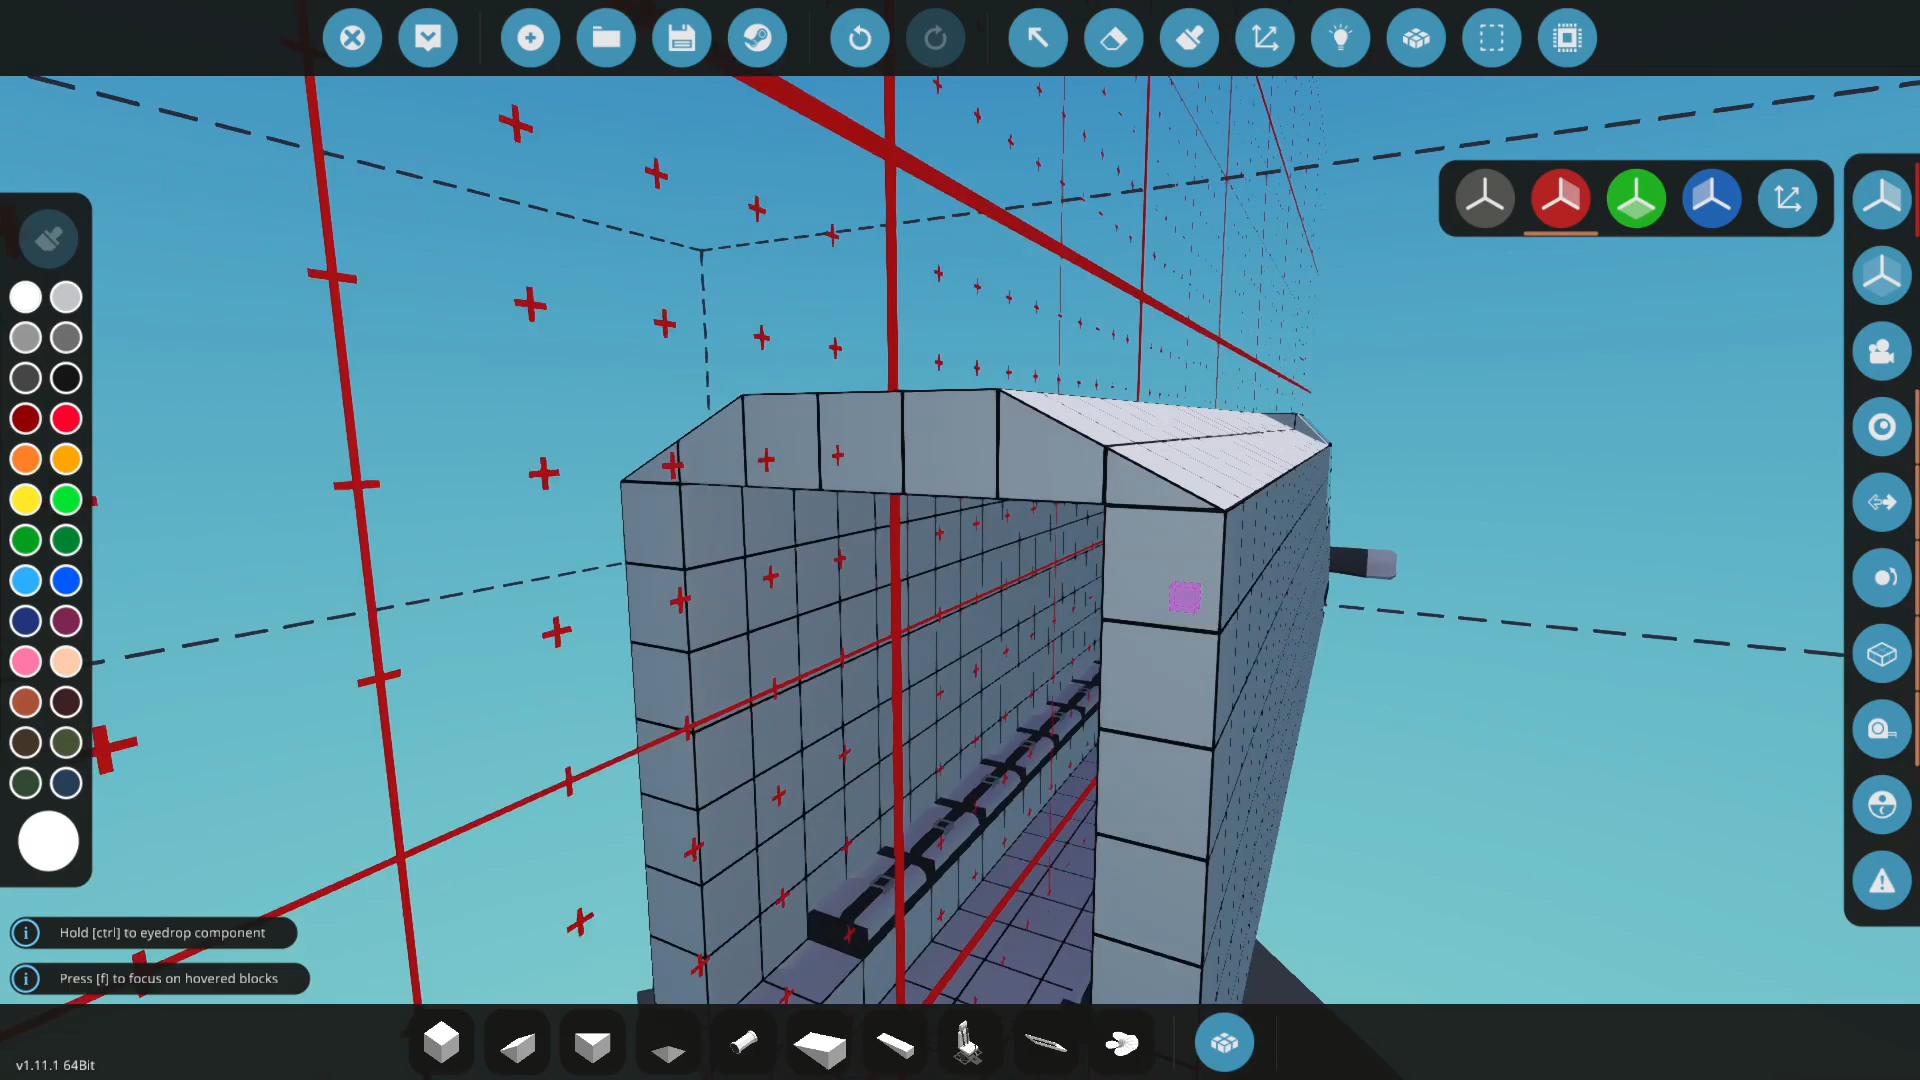 Hold [ctrl] to eyedrop component
Press [f] to focus on hovered blocks
v1.11.1 64Bit